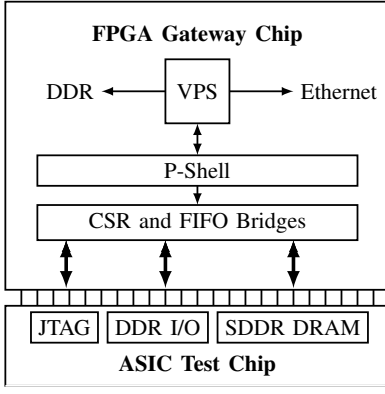 FPGA Gateway Chip
DDR VPS Ethernet
P-Shell
CSR and FIFO Bridges
JTAG DDR I/O SDDR DRAM
ASIC Test Chip